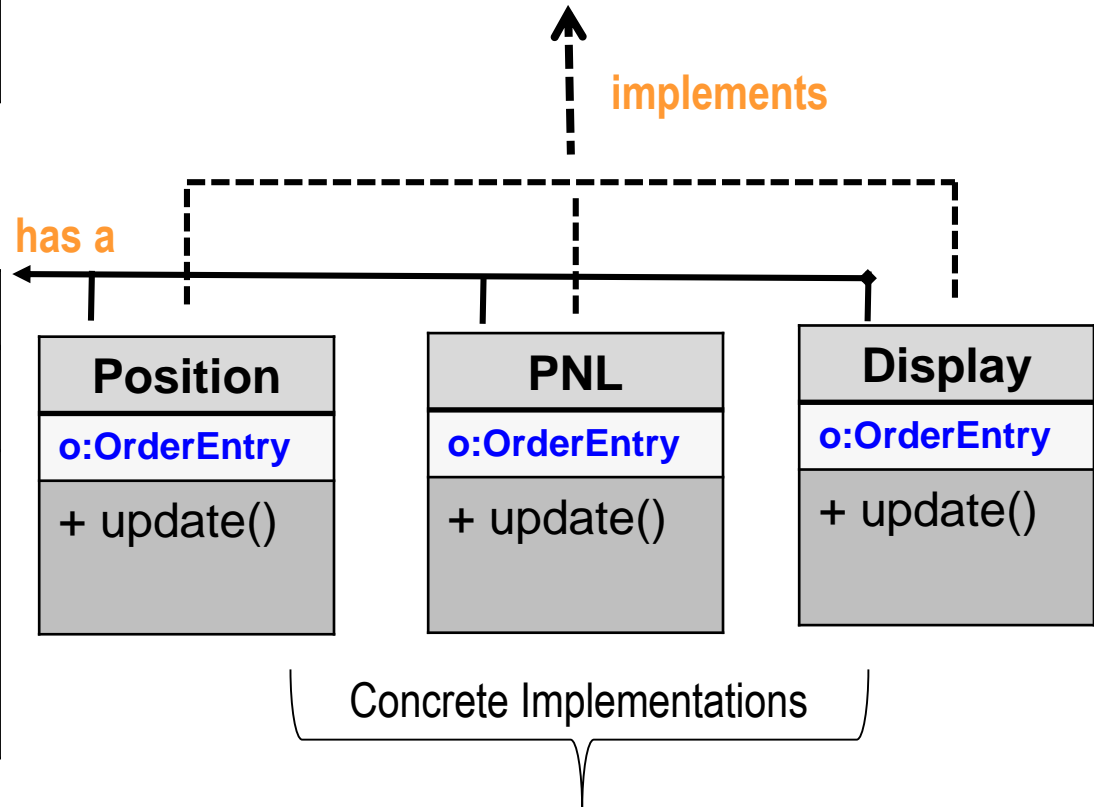 implements
has a
Position
o:OrderEntry
+ update()
PNL
o:OrderEntry
+ update()
Display
o:OrderEntry
+ update()
Concrete Implementations